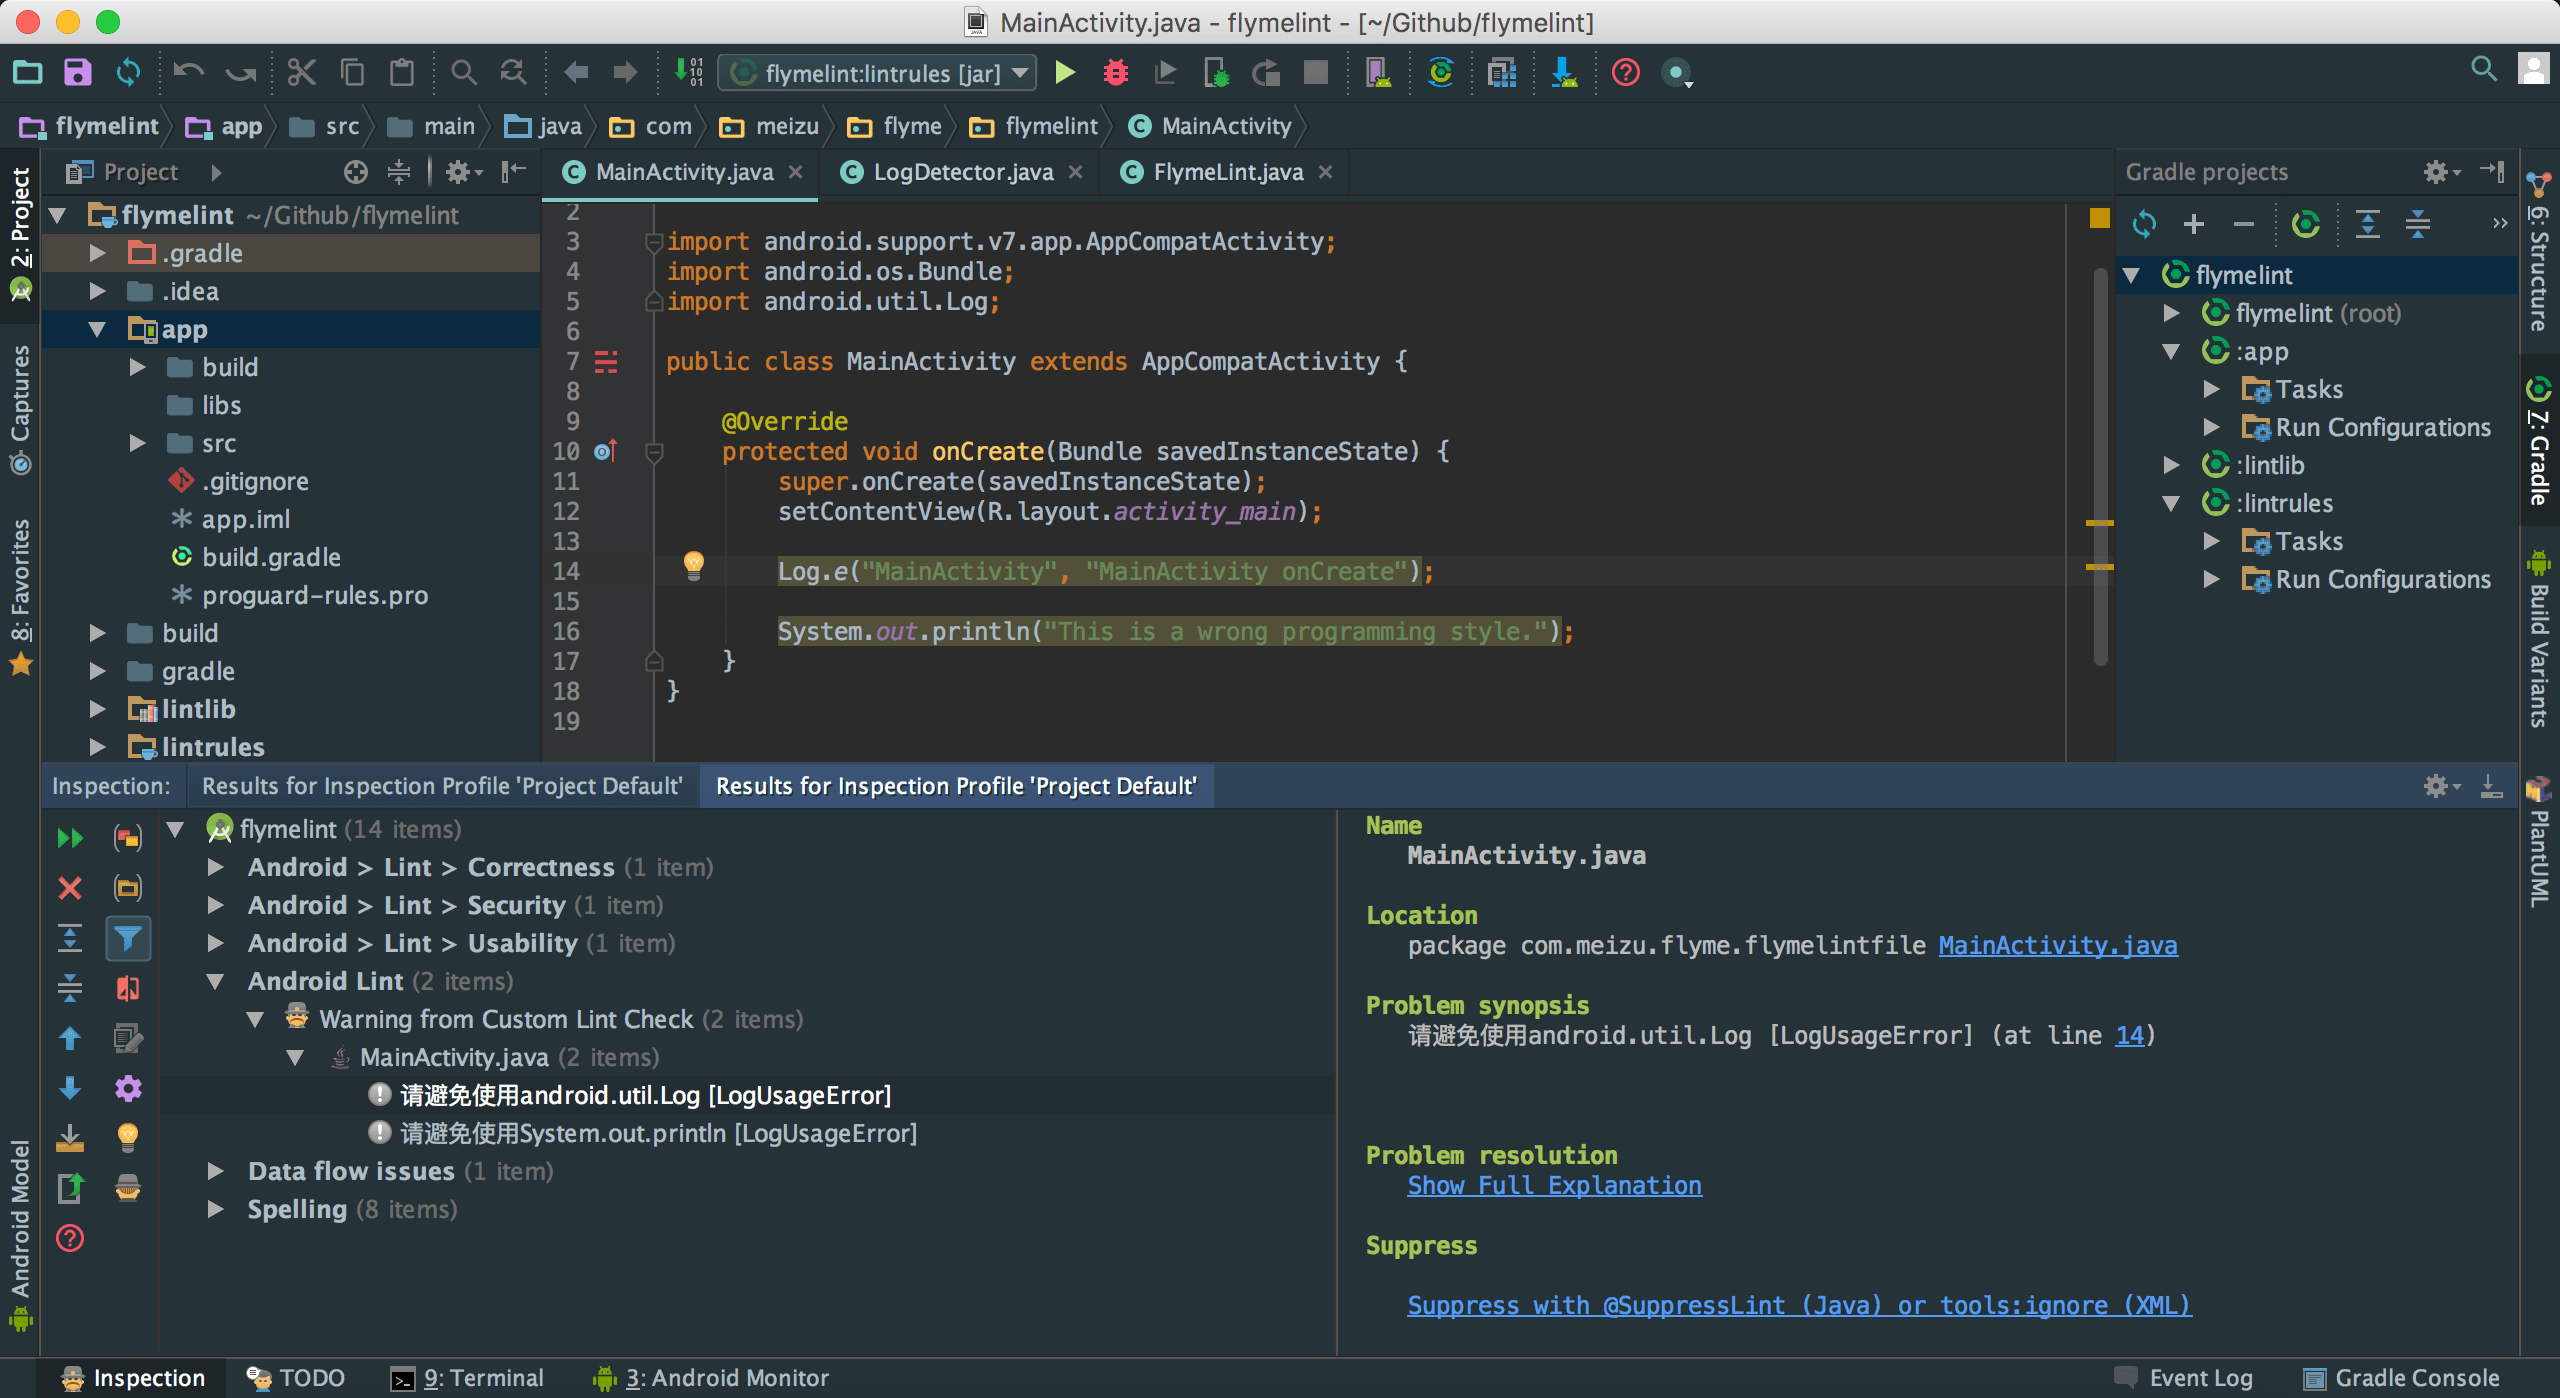 MainActivity.java - flymelint - [~/Github/flymelint]
flymelint:lintrules [jar]
flymelint app src main java com meizu flyme flymelint MainActivity
2: Project
Captures
8: Favorites
Android Model
Project
flymelint ~/Github/flymelint
.gradle
.idea
app
build
libs
src
.gitignore
app.iml
build.gradle
proguard-rules.pro
build
gradle
lintlib
lintrules
MainActivity.java LogDetector.java FlymeLint.java
2
3 import android.support.v7.app.AppCompatActivity;
4 import android.os.Bundle;
5 import android.util.Log;
6
7 public class MainActivity extends AppCompatActivity {
8
9 @Override
10 protected void onCreate(Bundle savedInstanceState) {
11 super.onCreate(savedInstanceState);
12 setContentView(R.layout.activity_main);
13
14 Log.e("MainActivity", "MainActivity onCreate");
15
16 System.out.println("This is a wrong programming style.");
17 }
18 }
19
Gradle projects
flymelint
flymelint (root)
:app
Tasks
Run Configurations
:lintlib
:lintrules
Tasks
Run Configurations
6: Structure
7: Gradle
Build Variants
PlantUML
Inspection: Results for Inspection Profile 'Project Default' Results for Inspection Profile 'Project Default'
flymelint (14 items)
Android > Lint > Correctness (1 item)
Android > Lint > Security (1 item)
Android > Lint > Usability (1 item)
Android Lint (2 items)
Warning from Custom Lint Check (2 items)
MainActivity.java (2 items)
请避免使用android.util.Log [LogUsageError]
请避免使用System.out.println [LogUsageError]
Data flow issues (1 item)
Spelling (8 items)
Name
MainActivity.java
Location
package com.meizu.flyme.flymelintfile MainActivity.java
Problem synopsis
请避免使用android.util.Log [LogUsageError] (at line 14)
Problem resolution
Show Full Explanation
Suppress
Suppress with @SuppressLint (Java) or tools:ignore (XML)
Inspection TODO 9: Terminal 3: Android Monitor Event Log Gradle Console